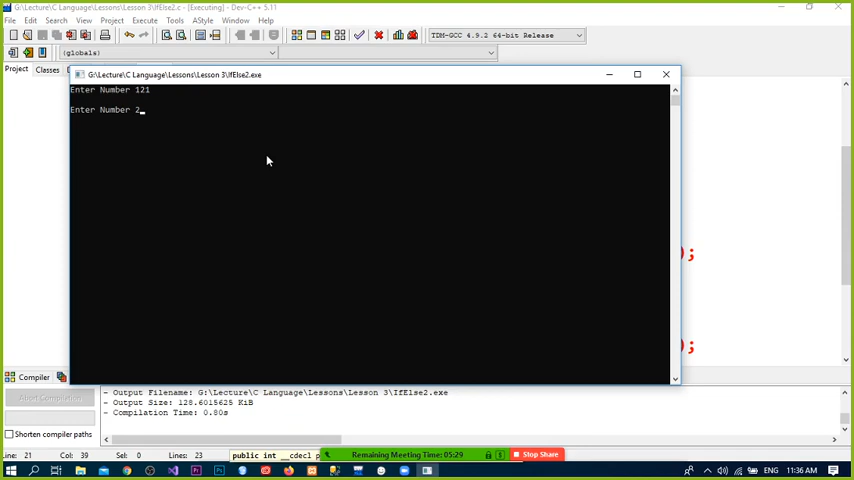 G:\Lecture\C Language\Lessons\Lesson 3\IfElse2.c - [Executing] - Dev-C++ 5.11
File Edit Search View Project Execute Tools AStyle Window Help
TDM-GCC 4.9.2 64-bit Release
(globals)
Project Classes
G:\Lecture\C Language\Lessons\Lesson 3\IfElse2.exe
Enter Number 121
Enter Number 2
);
);
Compiler
Abort Compilation
Shorten compiler paths
- Output Filename: G:\Lecture\C Language\Lessons\Lesson 3\IfElse2.exe
- Output Size: 128.6015625 KiB
- Compilation Time: 0.80s
Line: 21 Col: 39 Sel: 0 Lines: 23
public int __cdecl p
Remaining Meeting Time: 05:29
Stop Share
ENG 11:36 AM